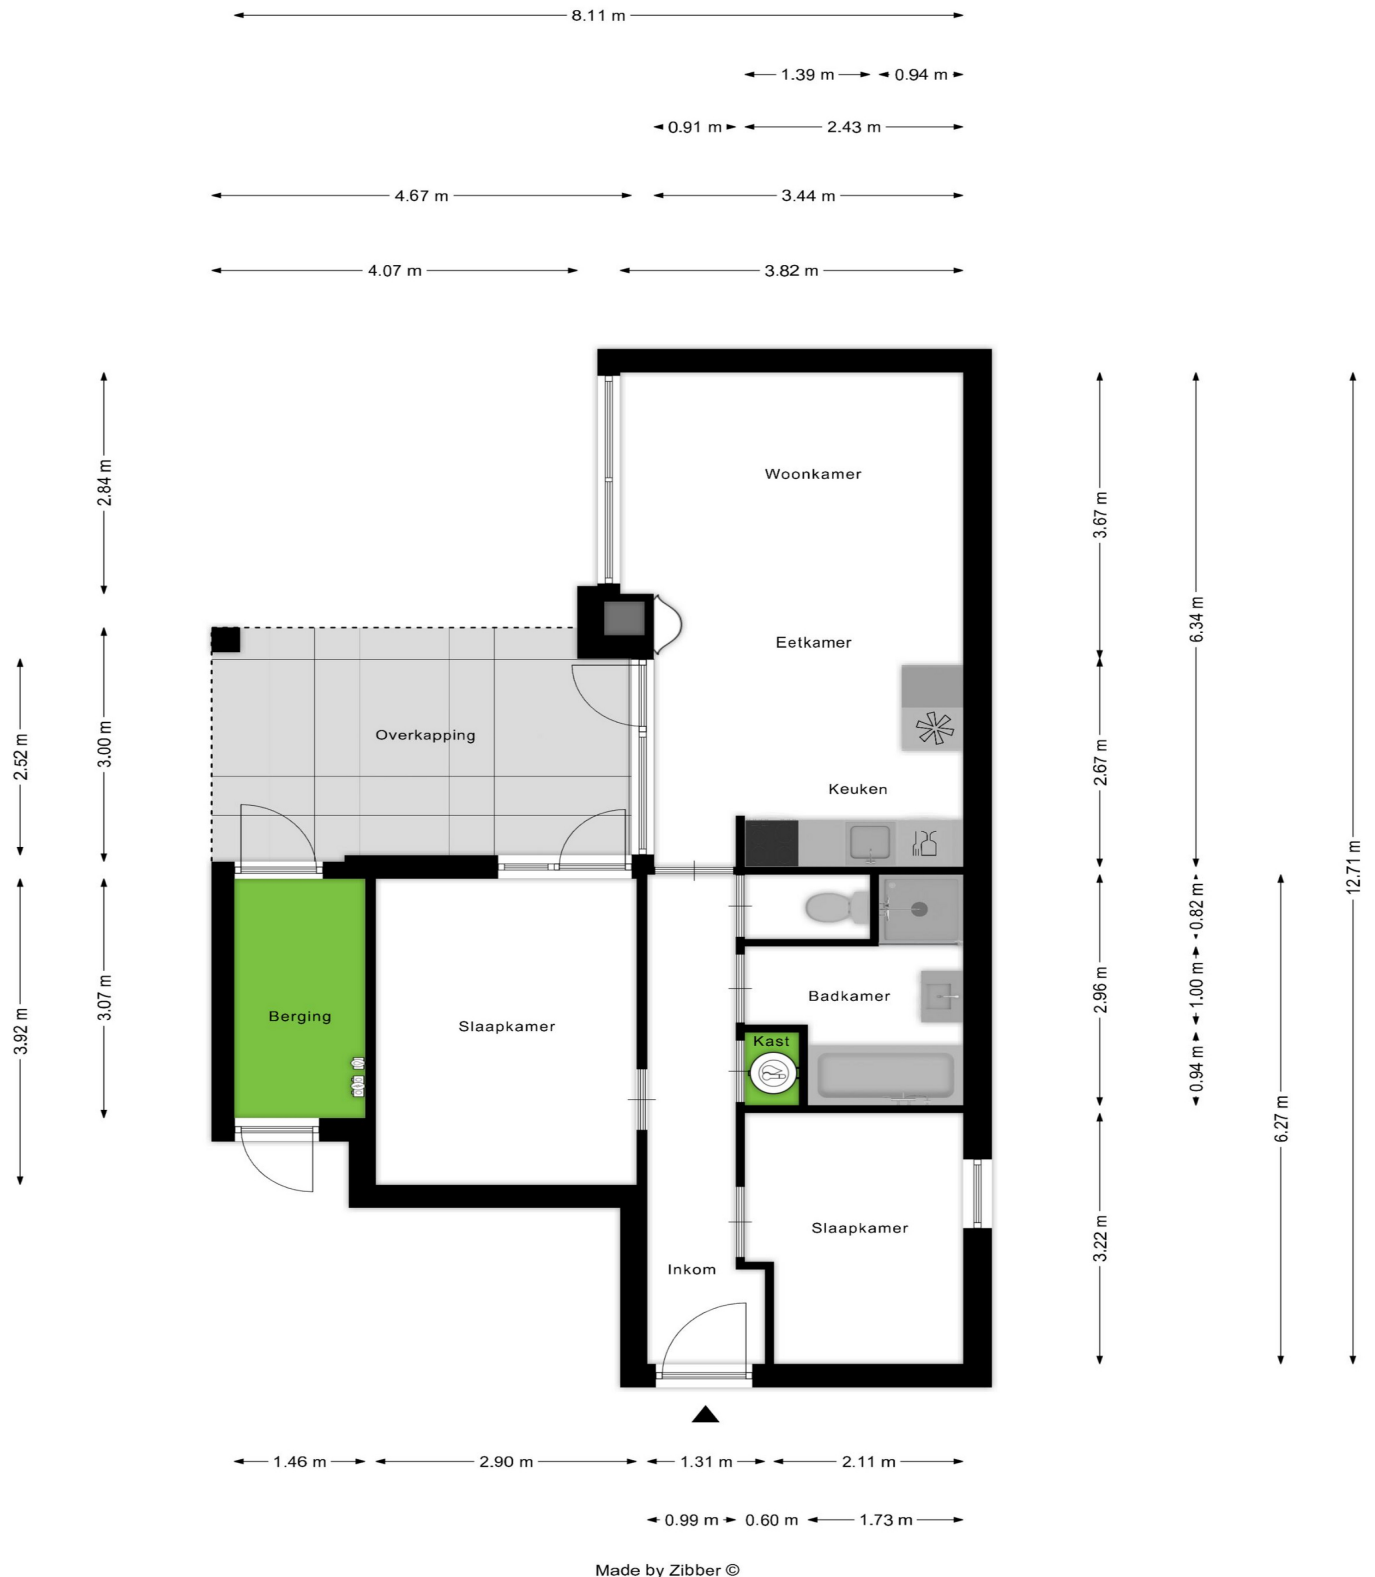 8.11 m
1.39 m 0.94 m
0.91 m 2.43 m
4.67 m 3.44 m
4.07 m 3.82 m
2.84 m
3.67 m
6.34 m
12.71 m
Woonkamer
Eetkamer
2.52 m
3.00 m
Overkapping
2.67 m
Keuken
0.82 m
3.92 m
3.07 m
Berging
Slaapkamer
Badkamer
2.96 m
1.00 m
Kast
0.94 m
6.27 m
Slaapkamer
3.22 m
Inkom
1.46 m 2.90 m 1.31 m 2.11 m
0.99 m 0.60 m 1.73 m
Made by Zibber ©